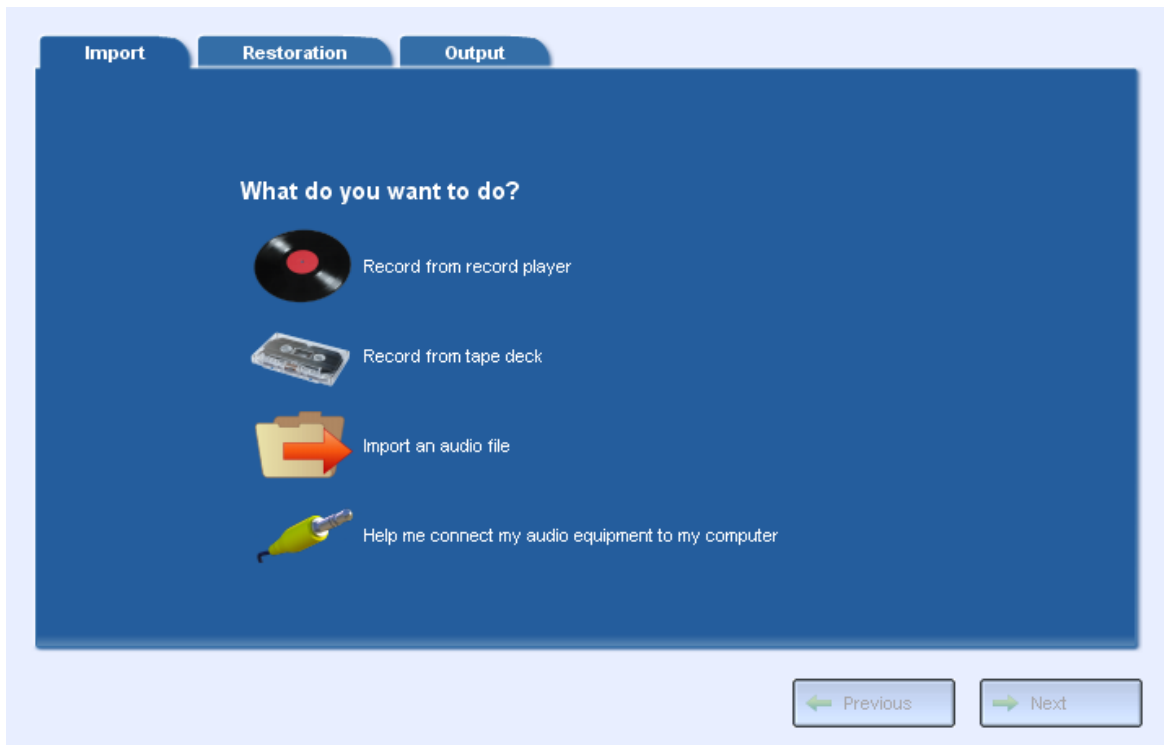 Import Restoration Output
What do you want to do?
Record from record player
Record from tape deck
Import an audio file
Help me connect my audio equipment to my computer
Previous Next